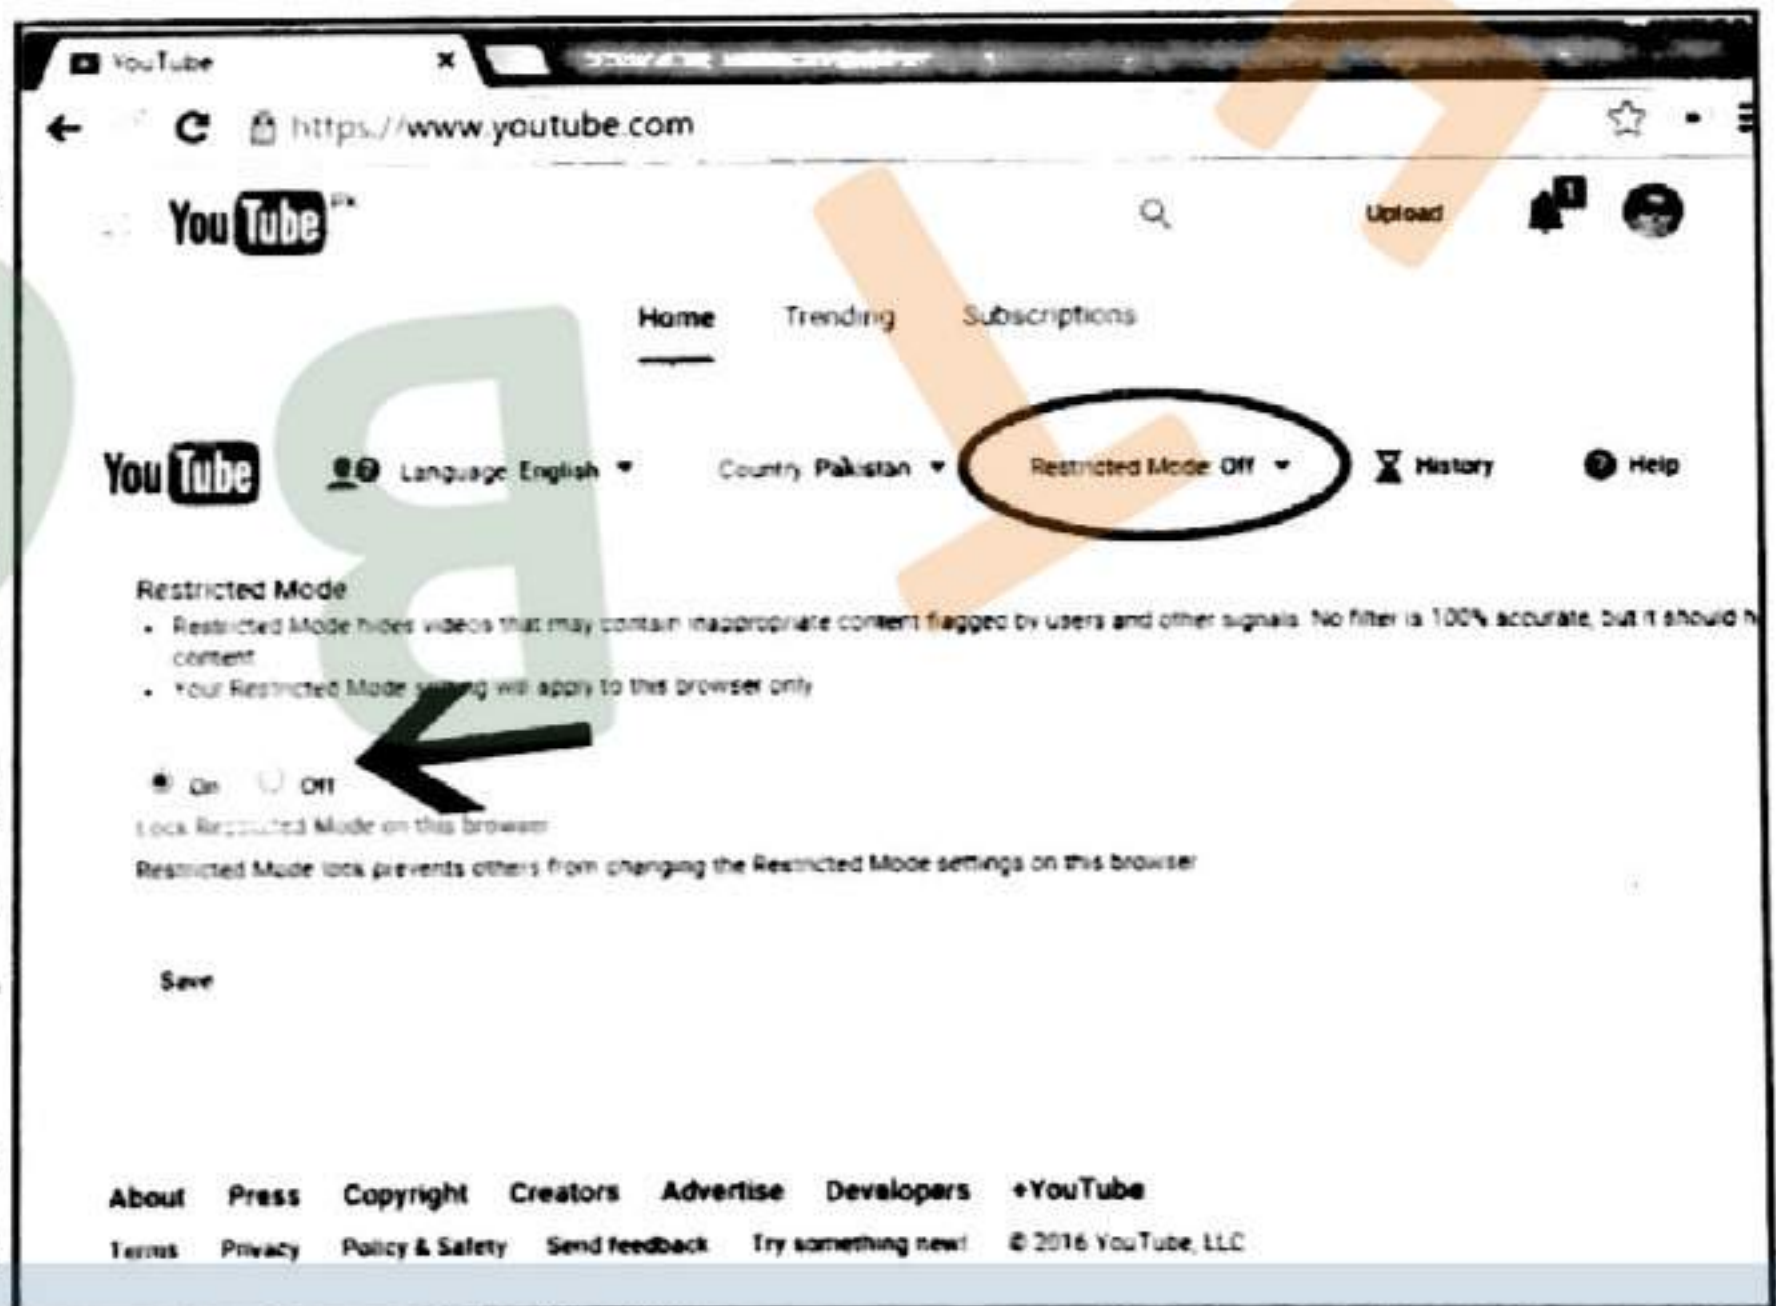 YouTube
https://www.youtube.com
YouTube PK Upload 1
Home Trending Subscriptions
YouTube Language English Country Pakistan Restricted Mode Off History Help
Restricted Mode
• Restricted Mode hides videos that may contain inappropriate content flagged by users and other signals. No filter is 100% accurate, but it should h
content
• Your Restricted Mode setting will apply to this browser only
On Off
Lock Restricted Mode on this browser
Restricted Mode lock prevents others from changing the Restricted Mode settings on this browser
Save
About Press Copyright Creators Advertise Developers +YouTube
Terms Privacy Policy & Safety Send feedback Try something new! © 2016 YouTube, LLC